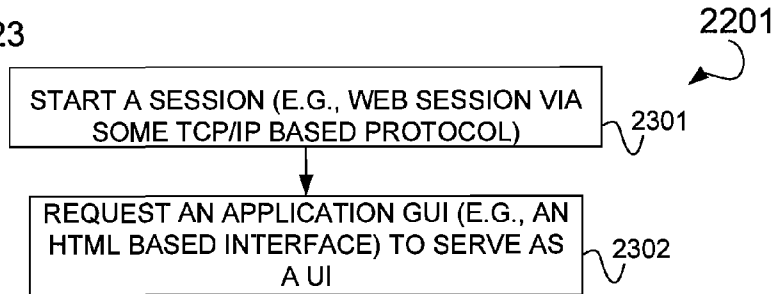 23
2201
START A SESSION (E.G., WEB SESSION VIA
SOME TCP/IP BASED PROTOCOL)
2301
REQUEST AN APPLICATION GUI (E.G., AN
HTML BASED INTERFACE) TO SERVE AS
A UI
2302